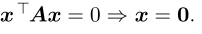 x⊤Ax = 0 ⇒ x = 0.